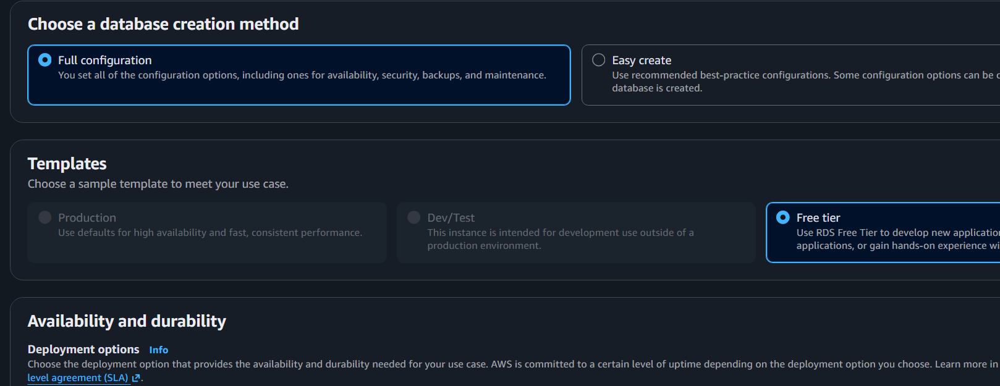 Choose a database creation method
Full configuration
You set all of the configuration options, including ones for availability, security, backups, and maintenance.
Easy create
Use recommended best-practice configurations. Some configuration options can be
database is created.
Templates
Choose a sample template to meet your use case.
Production
Use defaults for high availability and fast, consistent performance.
Dev/Test
This instance is intended for development use outside of a
production environment.
Free tier
Use RDS Free Tier to develop new
applications, or gain hands-on experience
Availability and durability
Deployment options Info
Choose the deployment option that provides the availability and durability needed for your use case. AWS is committed to a certain level of uptime depending on the deployment option you choose. Learn more in
level agreement (SLA).